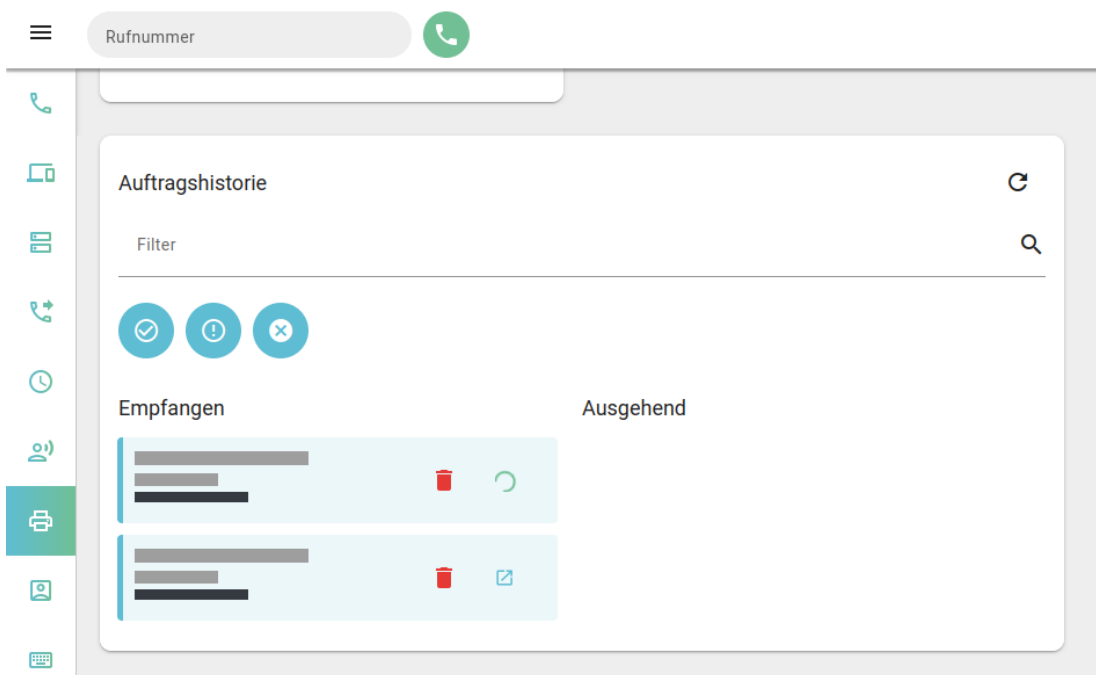 Rufnummer
Auftragshistorie
Filter
Empfangen
Ausgehend